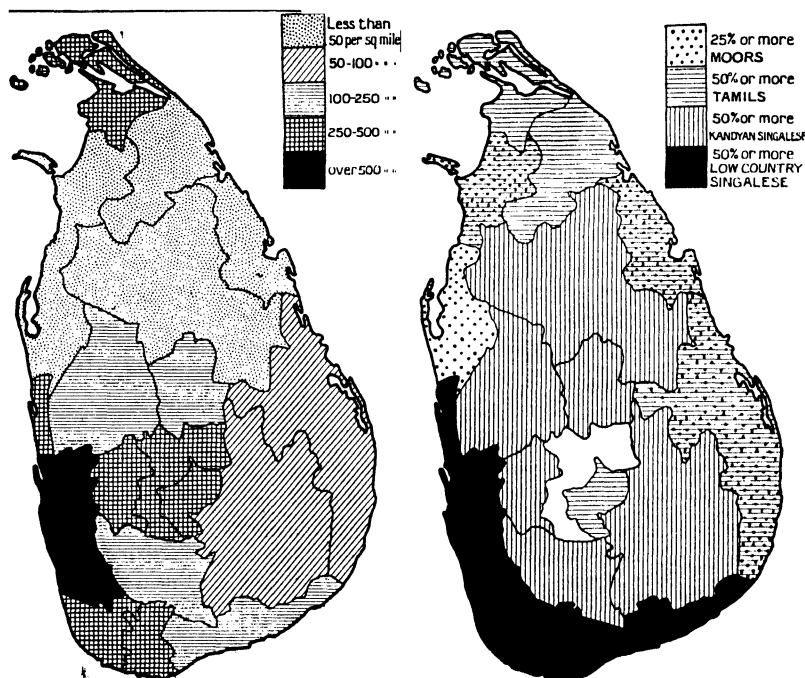 Less than
50 per sq mile
50-100 " "
100-250 " "
250-500 " "
over 500 " "
25% or more
MOORS
50% or more
TAMILS
50% or more
KANDYAN SINGALESE
50% or more
LOW COUNTRY
SINGALESE